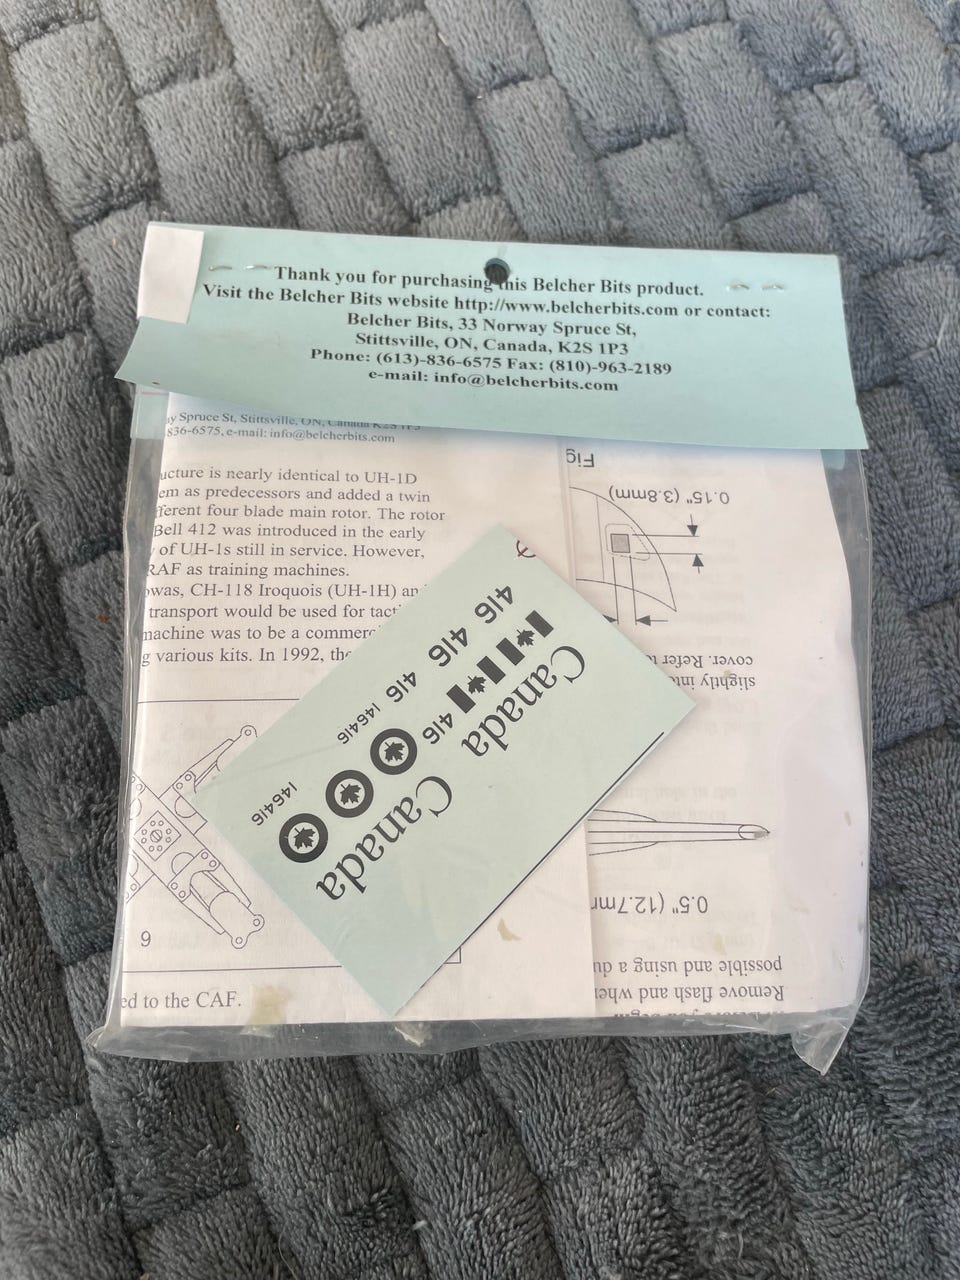 Thank you for purchasing this Belcher Bits product.
Visit the Belcher Bits website http://www.belcherbits.com or contact:
Belcher Bits, 33 Norway Spruce St,
Stittsville, ON, Canada, K2S 1P3
Phone: (613)-836-6575 Fax: (810)-963-2189
e-mail: info@belcherbits.com
Spruce St, Stittsville, ON, Canada K2S 1P3
836-6575, e-mail: info@belcherbits.com
ucture is nearly identical to UH-1D
em as predecessors and added a twin
fferent four blade main rotor. The rotor
Bell 412 was introduced in the early
of UH-1s still in service. However,
RAF as training machines.
owas, CH-118 Iroquois (UH-1H) an
transport would be used for tact
machine was to be a commerc
g various kits. In 1992, the
6
ed to the CAF.
Fig
0.15" (3.8mm)
cover. Refer t
slightly int
0.5" (12.7mm
possible and using a du
Remove flash and whe
416 416 416
416
146416
146416
Canada
Canada